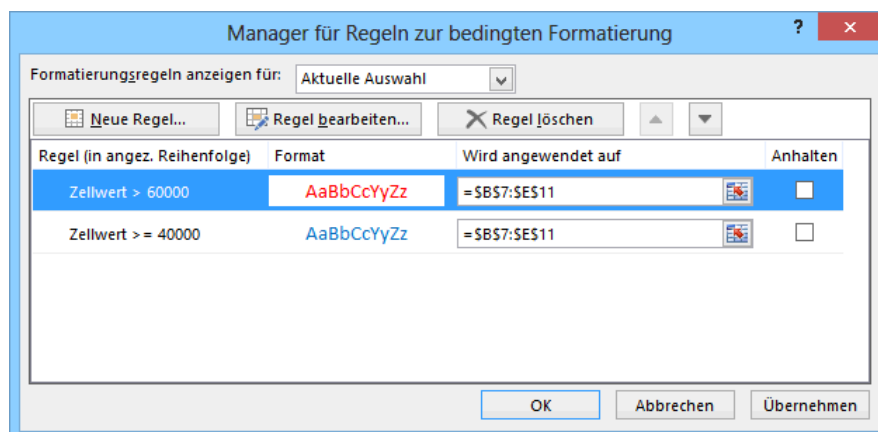 Manager für Regeln zur bedingten Formatierung ? ×
Formatierungsregeln anzeigen für: Aktuelle Auswahl
Neue Regel... Regel bearbeiten... Regel löschen
Regel (in angez. Reihenfolge) Format Wird angewendet auf Anhalten
Zellwert > 60000 AaBbCcYyZz =$B$7:$E$11
Zellwert >= 40000 AaBbCcYyZz =$B$7:$E$11
OK Abbrechen Übernehmen